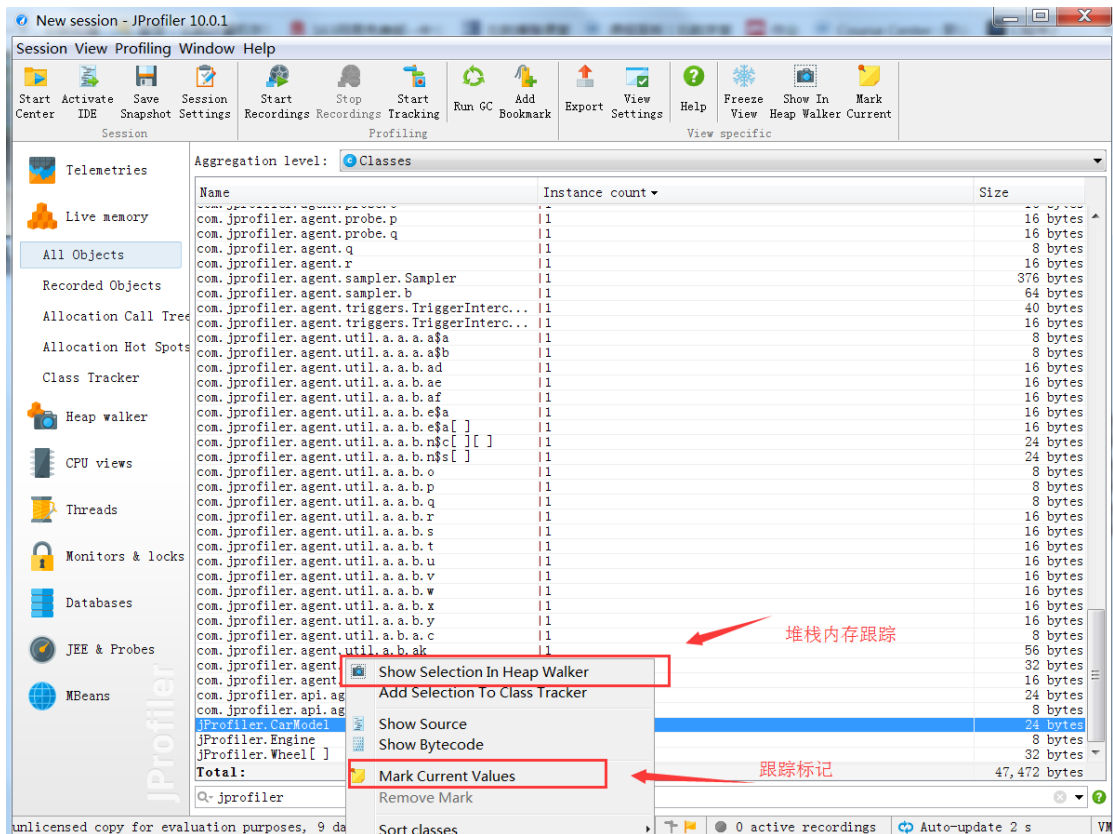 New session - JProfiler 10.0.1
Session View Profiling Window Help
Start Center
Activate IDE
Save Snapshot
Session Settings
Start Recordings
Stop Recordings
Start Tracking
Run GC
Add Bookmark
Export
View Settings
Help
Freeze View
Show In Heap Walker
Mark Current
Session
Profiling
View specific
Telemetries
Live memory
All Objects
Recorded Objects
Allocation Call Tree
Allocation Hot Spots
Class Tracker
Heap walker
CPU views
Threads
Monitors & locks
Databases
JEE & Probes
MBeans
JProfiler
Aggregation level: Classes
Name Instance count Size
com.jprofiler.agent.probe.p 1 16 bytes
com.jprofiler.agent.probe.q 1 16 bytes
com.jprofiler.agent.q 1 8 bytes
com.jprofiler.agent.r 1 16 bytes
com.jprofiler.agent.sampler.Sampler 1 376 bytes
com.jprofiler.agent.sampler.b 1 64 bytes
com.jprofiler.agent.triggers.TriggerInterc... 1 40 bytes
com.jprofiler.agent.triggers.TriggerInterc... 1 16 bytes
com.jprofiler.agent.util.a.a.a.a$a 1 8 bytes
com.jprofiler.agent.util.a.a.a.a$b 1 8 bytes
com.jprofiler.agent.util.a.a.b.ad 1 16 bytes
com.jprofiler.agent.util.a.a.b.ae 1 16 bytes
com.jprofiler.agent.util.a.a.b.af 1 16 bytes
com.jprofiler.agent.util.a.a.b.e$a 1 16 bytes
com.jprofiler.agent.util.a.a.b.e$a[ ] 1 16 bytes
com.jprofiler.agent.util.a.a.b.n$c[ ][ ] 1 24 bytes
com.jprofiler.agent.util.a.a.b.n$s[ ] 1 24 bytes
com.jprofiler.agent.util.a.a.b.o 1 8 bytes
com.jprofiler.agent.util.a.a.b.p 1 8 bytes
com.jprofiler.agent.util.a.a.b.q 1 8 bytes
com.jprofiler.agent.util.a.a.b.r 1 16 bytes
com.jprofiler.agent.util.a.a.b.s 1 16 bytes
com.jprofiler.agent.util.a.a.b.t 1 16 bytes
com.jprofiler.agent.util.a.a.b.u 1 16 bytes
com.jprofiler.agent.util.a.a.b.v 1 16 bytes
com.jprofiler.agent.util.a.a.b.w 1 16 bytes
com.jprofiler.agent.util.a.a.b.x 1 16 bytes
com.jprofiler.agent.util.a.a.b.y 1 16 bytes
com.jprofiler.agent.util.a.b.a.c 1 8 bytes
com.jprofiler.agent.util.a.b.ak 1 56 bytes
com.jprofiler.agent. 32 bytes
com.jprofiler.agent. 16 bytes
com.jprofiler.api.ag 24 bytes
com.jprofiler.api.ag 8 bytes
jProfiler.CarModel 24 bytes
jProfiler.Engine 8 bytes
jProfiler.Wheel[ ] 32 bytes
Total: 47,472 bytes
堆栈内存跟踪
跟踪标记
Show Selection In Heap Walker
Add Selection To Class Tracker
Show Source
Show Bytecode
Mark Current Values
Remove Mark
Sort classes
jprofiler
unlicensed copy for evaluation purposes, 9 da
0 active recordings
Auto-update 2 s
VM